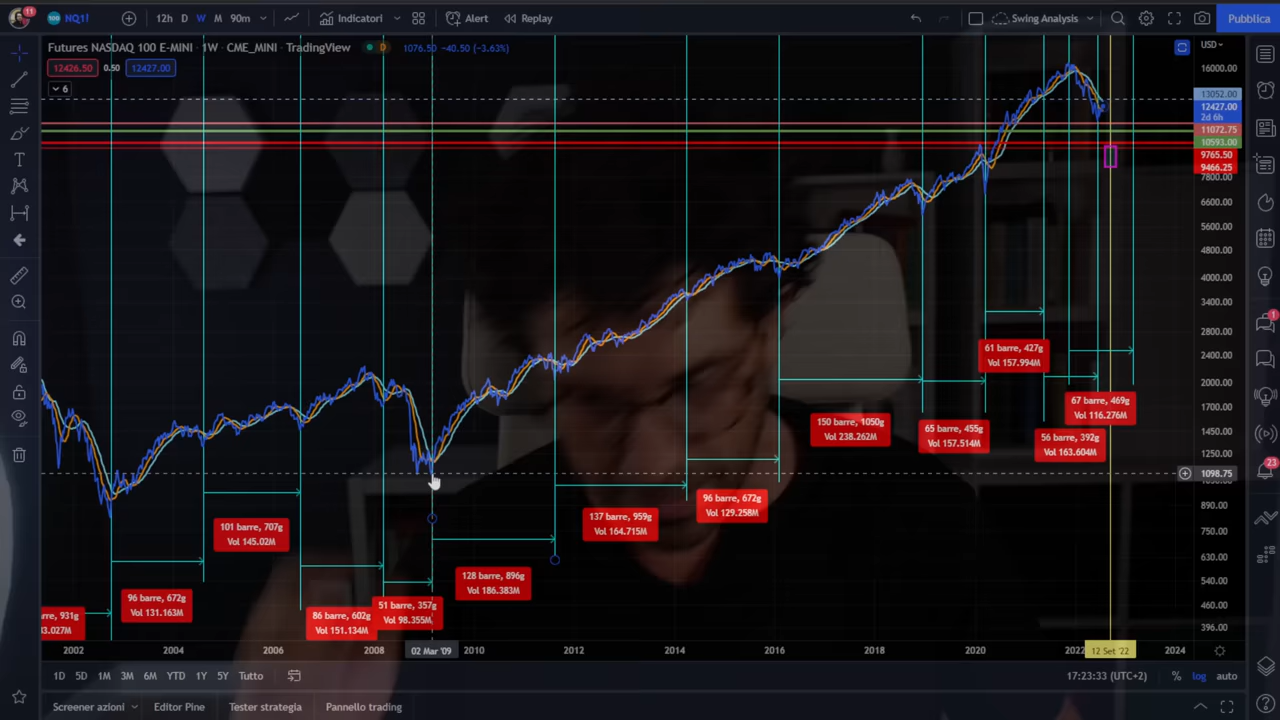 11
100 NQ1!
12h D W M 90m
Indicatori
Alert
Replay
Swing Analysis
Pubblica
Futures NASDAQ 100 E-MINI · 1W · CME_MINI · TradingView
D
1076.50 −40.50 (−3.63%)
12426.50 0.50 12427.00
6
USD
16000.00
13052.00
12427.00
2d 6h
11072.75
10593.00
9765.50
9466.25
7800.00
6600.00
5600.00
4800.00
4000.00
3400.00
2800.00
2400.00
2000.00
1700.00
1450.00
1250.00
1098.75
890.00
750.00
630.00
540.00
460.00
396.00
61 barre, 427g
Vol 157.994M
67 barre, 469g
Vol 116.276M
150 barre, 1050g
Vol 238.262M
65 barre, 455g
Vol 157.514M
56 barre, 392g
Vol 163.604M
96 barre, 672g
Vol 129.258M
137 barre, 959g
Vol 164.715M
101 barre, 707g
Vol 145.02M
128 barre, 896g
Vol 186.383M
96 barre, 672g
Vol 131.163M
51 barre, 357g
Vol 98.355M
86 barre, 602g
Vol 151.134M
rre, 931g
3.027M
2002 2004 2006 2008 02 Mar '09 2010 2012 2014 2016 2018 2020 2022 12 Set '22 2024
1D 5D 1M 3M 6M YTD 1Y 5Y Tutto
17:23:33 (UTC+2) % log auto
Screener azioni Editor Pine Tester strategia Pannello trading
1
23